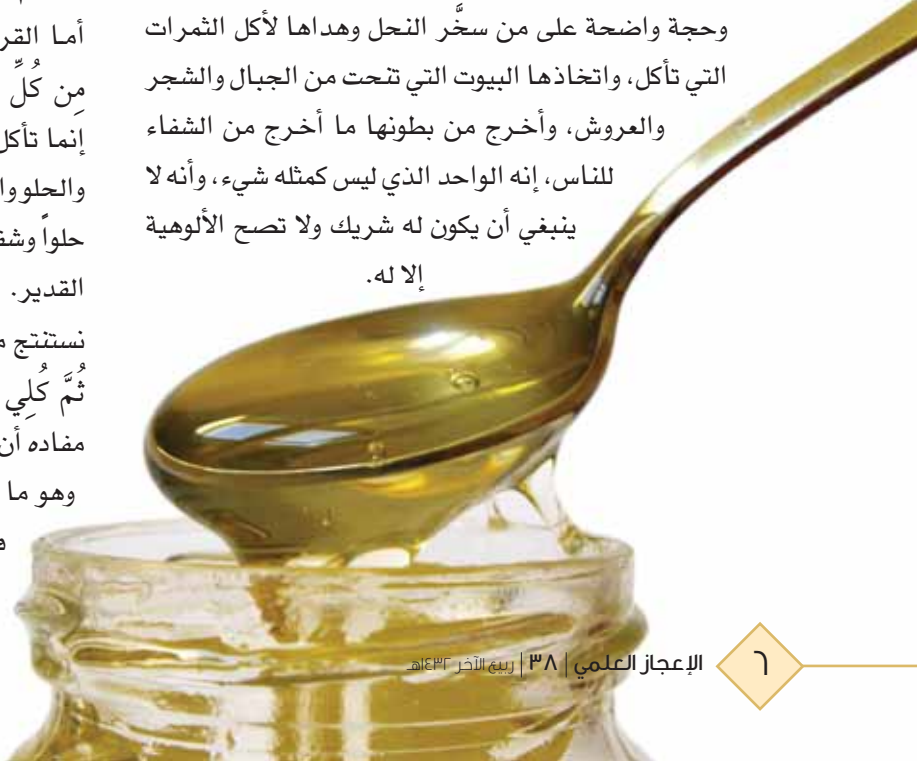 وحجة واضحة على من سخَّر النحل وهداها لأكل الثمرات
التي تأكل، واتخاذها البيوت التي تنحت من الجبال والشجر
والعروش، وأخرج من بطونها ما أخرج من الشفاء
للناس، إنه الواحد الذي ليس كمثله شيء، وأنه لا
ينبغي أن يكون له شريك ولا تصح الألوهية
إلا له.
أما القر
مِن كُلِّ
إنما تأكل
والحلو وا
حلواً وشف
القدير.
نستنتج م
ثُمَّ كُلِي
مفاده أن
وهو ما
٦ الإعجاز العلمي | ٣٨ | ربيع الآخر ١٤٣٢هـ